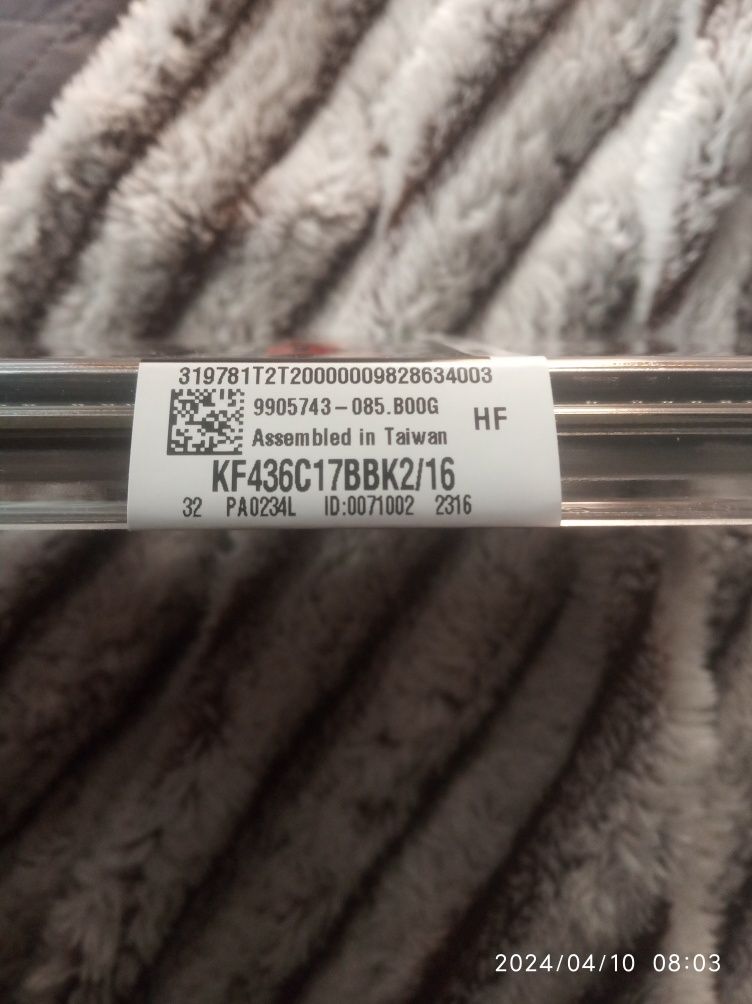 319781T2T20000009828634003
9905743-085.B00G
HF
Assembled in Taiwan
KF436C17BBK2/16
32 PA0234L ID:0071002 2316
2024/04/10 08:03